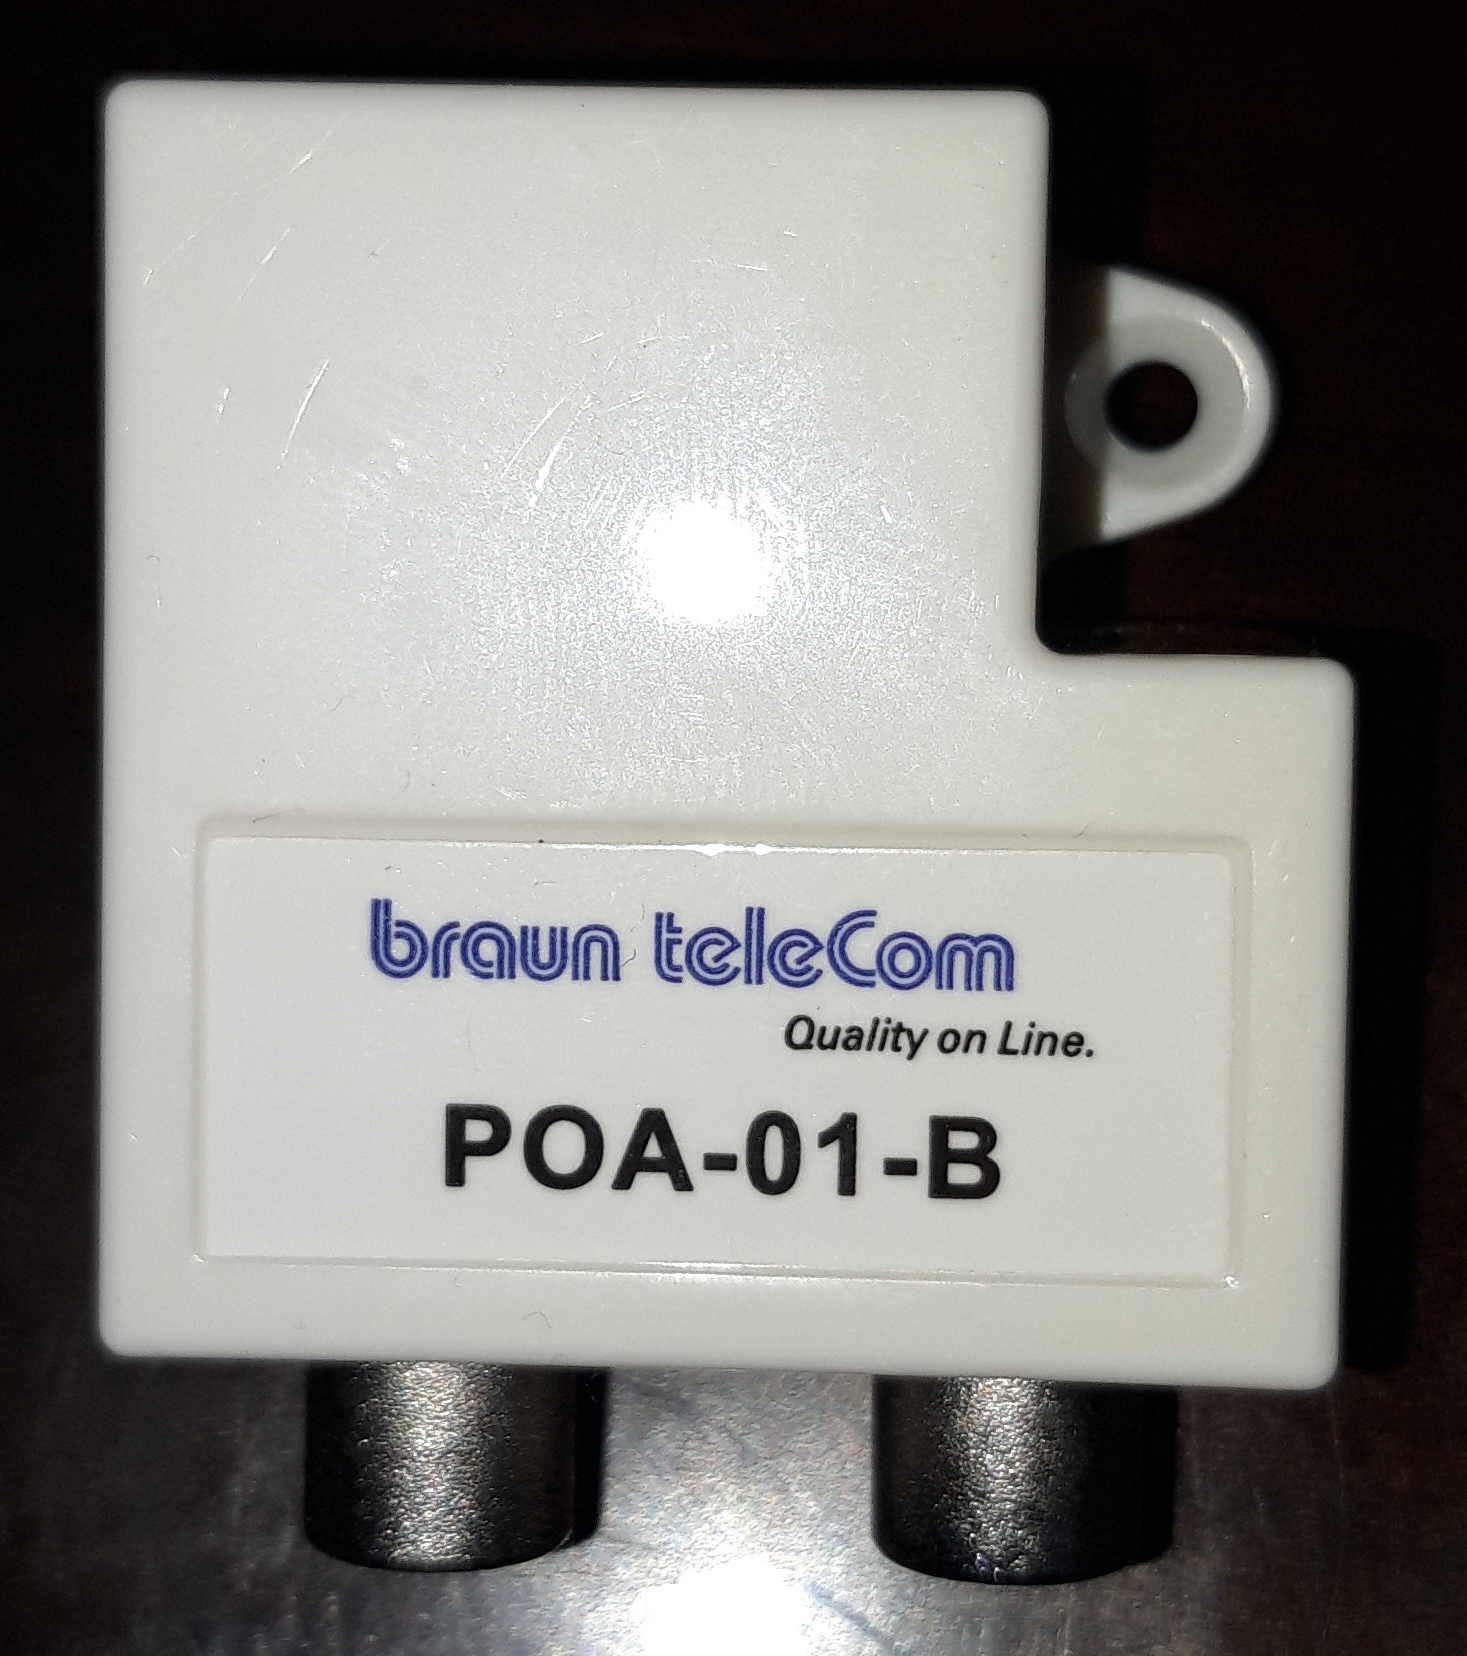 braun teleCom
Quality on Line.
POA-01-B